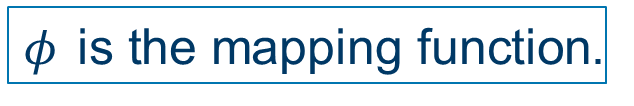 ϕ is the mapping function.